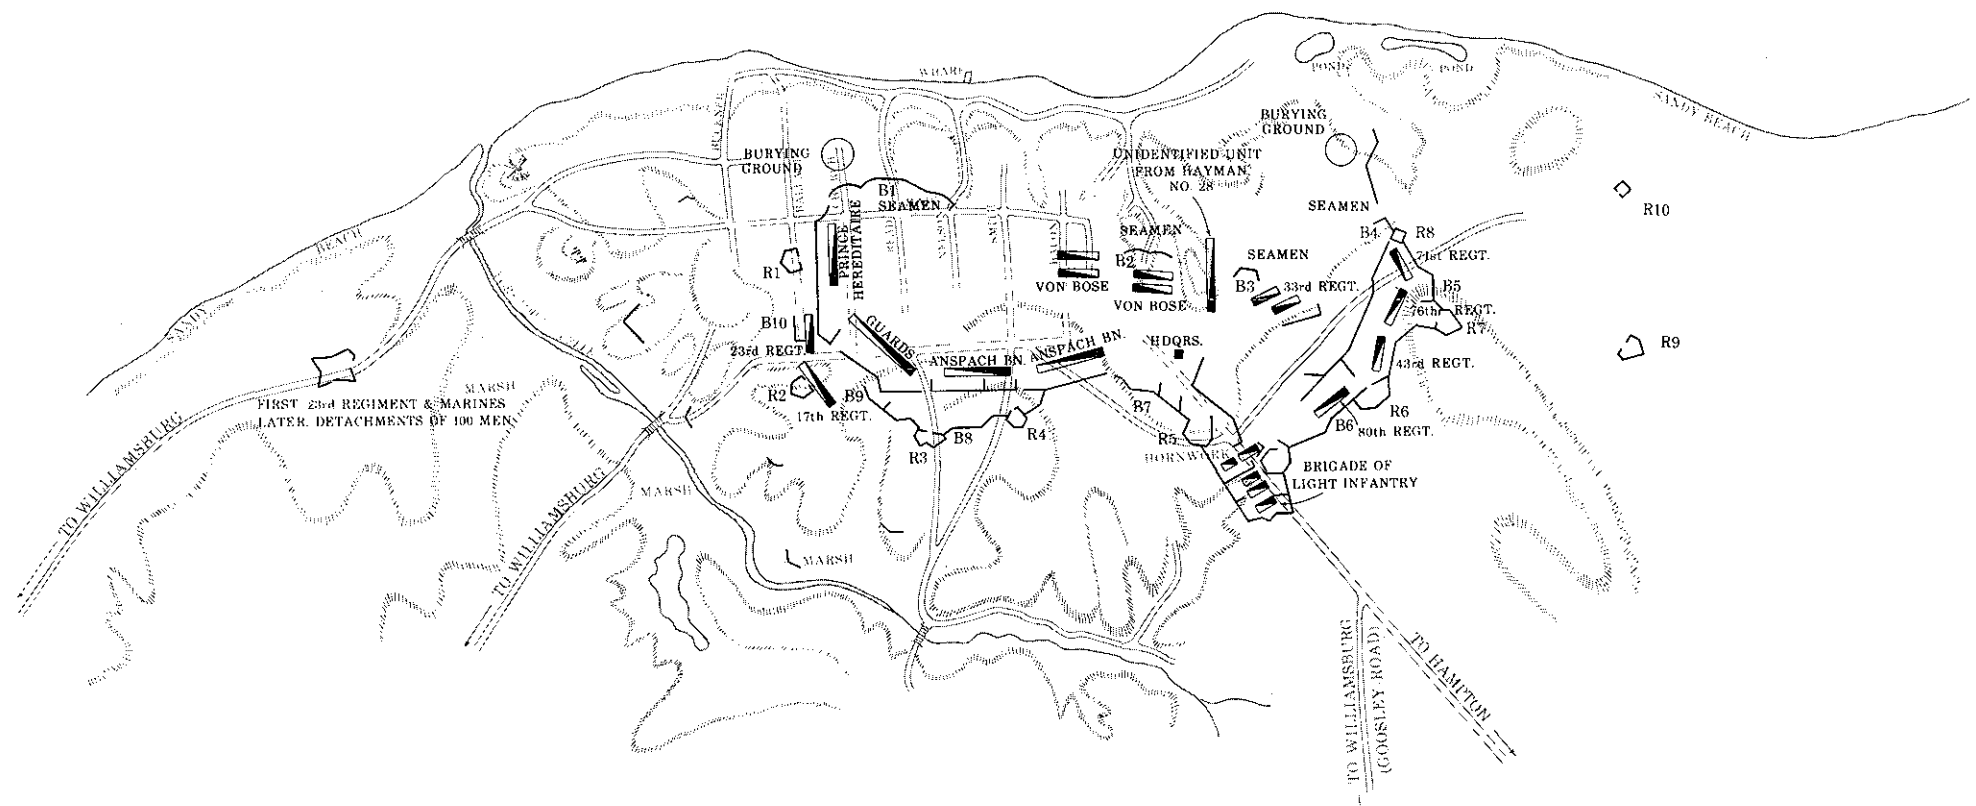 WHARF
POND
POND
SANDY BEACH
BURYING
GROUND
BURYING
GROUND
UNIDENTIFIED UNIT
FROM HAYMAN
NO. 28
B1
SEAMEN
PRINCE
HEREDITAIRE
READ
NELSON
SEAMEN
R10
B4
R8
71st REGT.
SEAMEN
SEAMEN
B2
VON BOSE
VON BOSE
B3
33rd REGT.
B5
76th REGT.
R7
R9
R1
BEACH
SANDY
B10
23rd REGT.
GUARDS
ANSPACH BN.
ANSPACH BN.
HDQRS.
43rd REGT.
MARSH
FIRST 23rd REGIMENT & MARINES
LATER, DETACHMENTS OF 100 MEN
R2
17th REGT.
B9
B7
R6
B6
80th REGT.
R3
B8
R4
R5
HORNWORK
BRIGADE OF
LIGHT INFANTRY
TO WILLIAMSBURG
TO WILLIAMSBURG
MARSH
MARSH
TO WILLIAMSBURG
(GOOSLEY ROAD)
TO HAMPTON